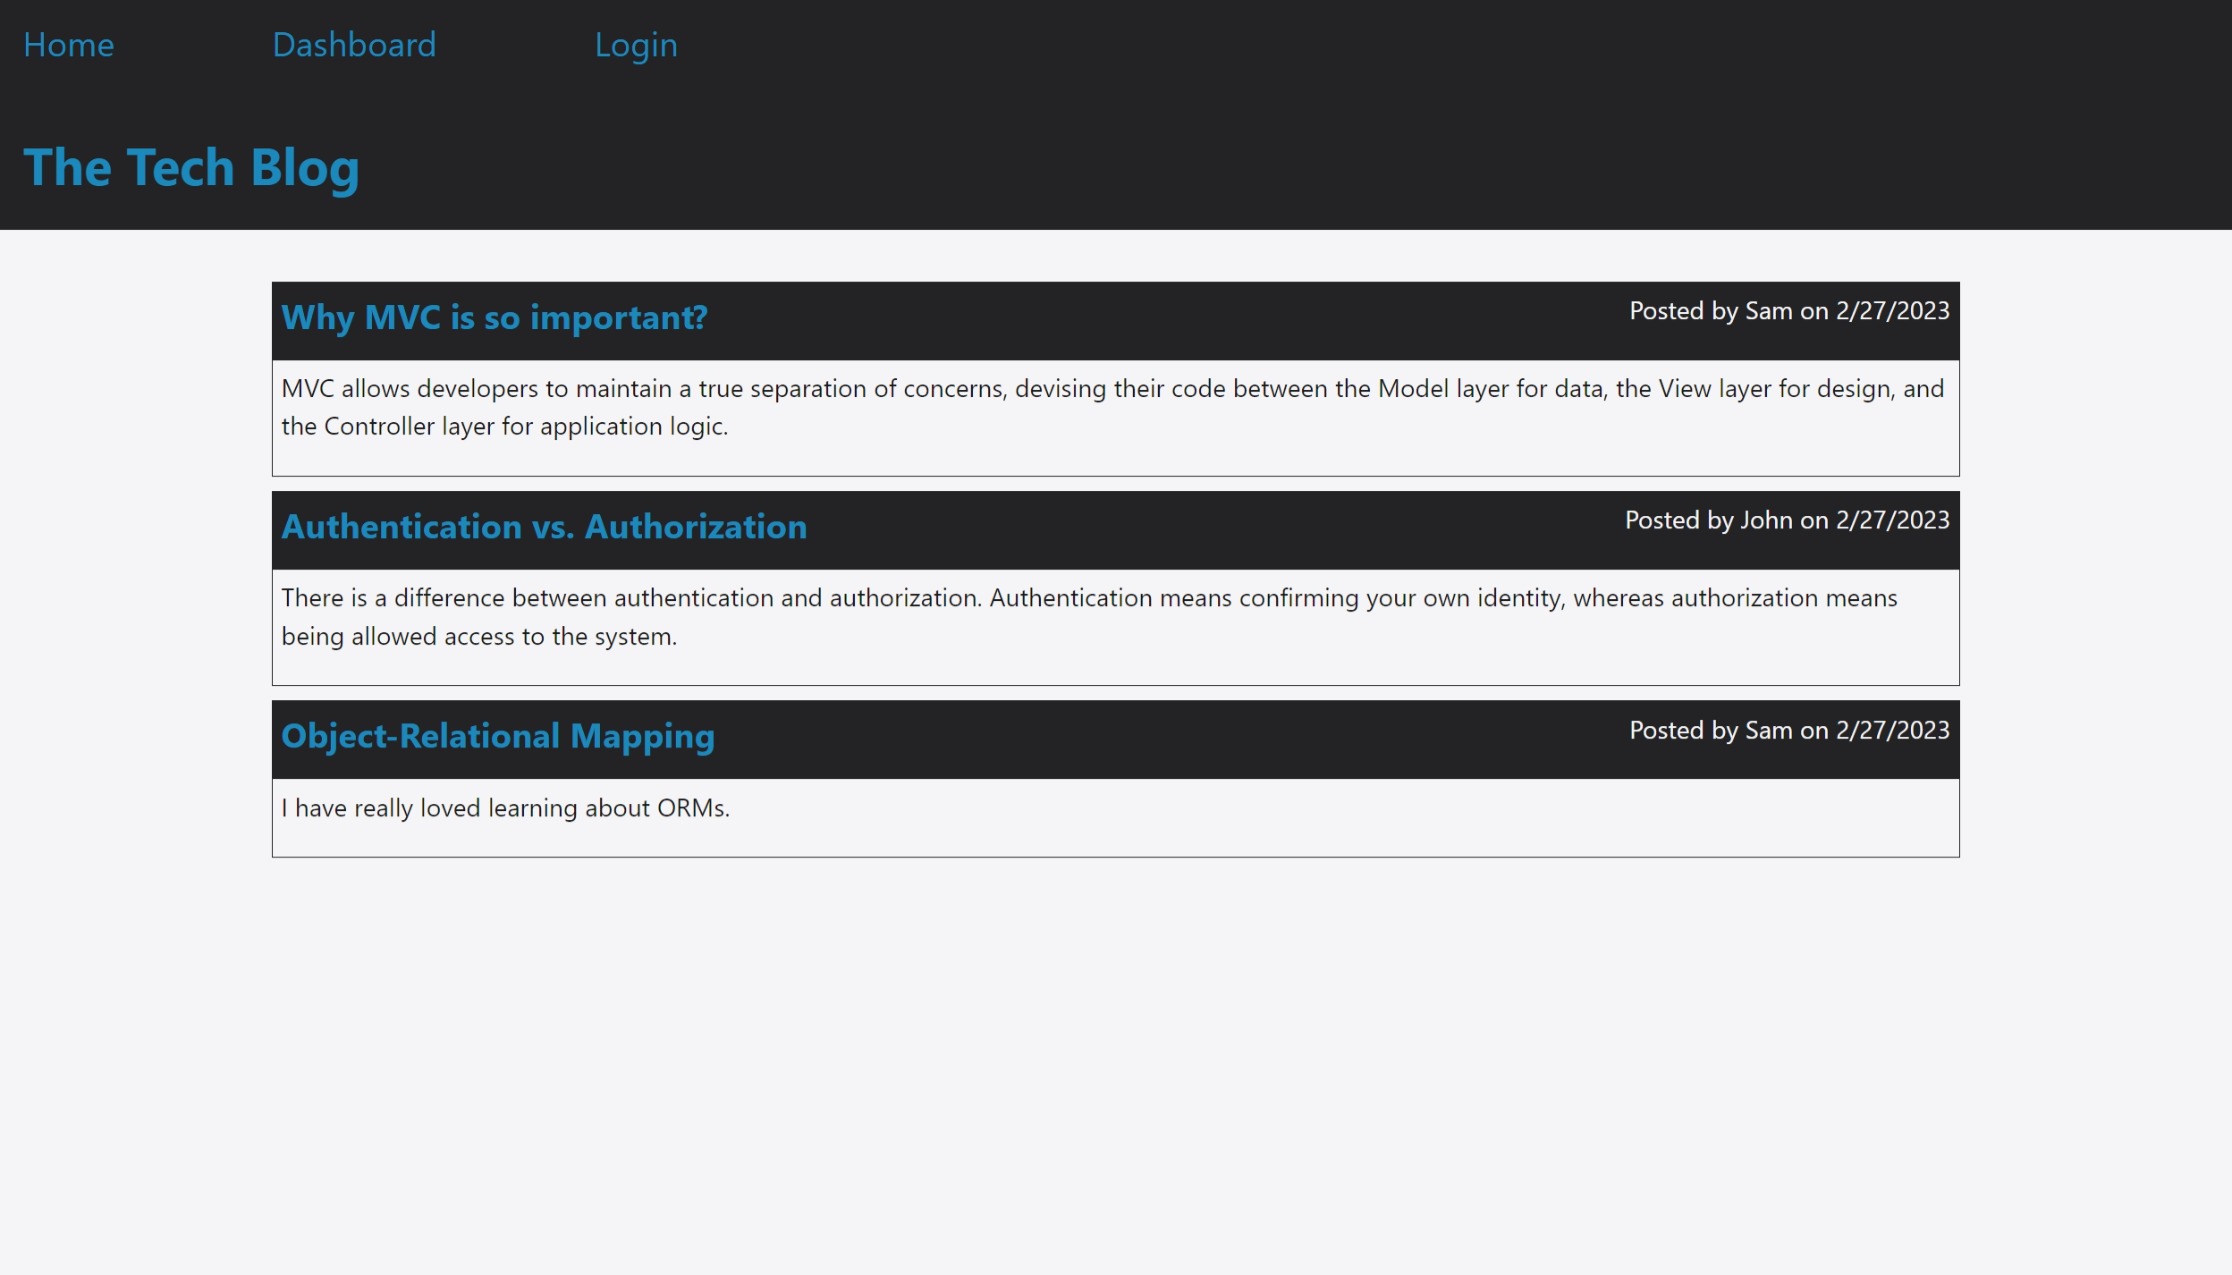 Home Dashboard Login
The Tech Blog
Why MVC is so important?
Posted by Sam on 2/27/2023
MVC allows developers to maintain a true separation of concerns, devising their code between the Model layer for data, the View layer for design, and
the Controller layer for application logic.
Authentication vs. Authorization
Posted by John on 2/27/2023
There is a difference between authentication and authorization. Authentication means confirming your own identity, whereas authorization means
being allowed access to the system.
Object-Relational Mapping
Posted by Sam on 2/27/2023
I have really loved learning about ORMs.